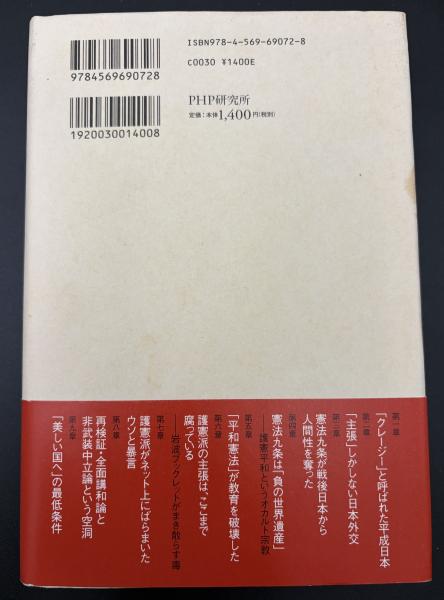 ISBN978-4-569-69072-8
C0030 ¥1400E
9784569690728
PHP研究所
定価:本体1,400円(税別)
1920030014008
第一章
「クレージー」と呼ばれた平成日本
第二章
「主張」しかしない日本外交
第三章
憲法九条が戦後日本から
人間性を奪った
第四章
憲法九条は「負の世界遺産」
――護憲平和というオカルト宗教
第五章
「平和憲法」が教育を破壊した
第六章
護憲派の主張は、ここまで
腐っている
――岩波ブックレットがまき散らす毒
第七章
護憲派がネット上にばらまいた
ウソと暴言
第八章
再検証・全面講和論と
非武装中立論という空洞
第九章
「美しい国へ」の最低条件